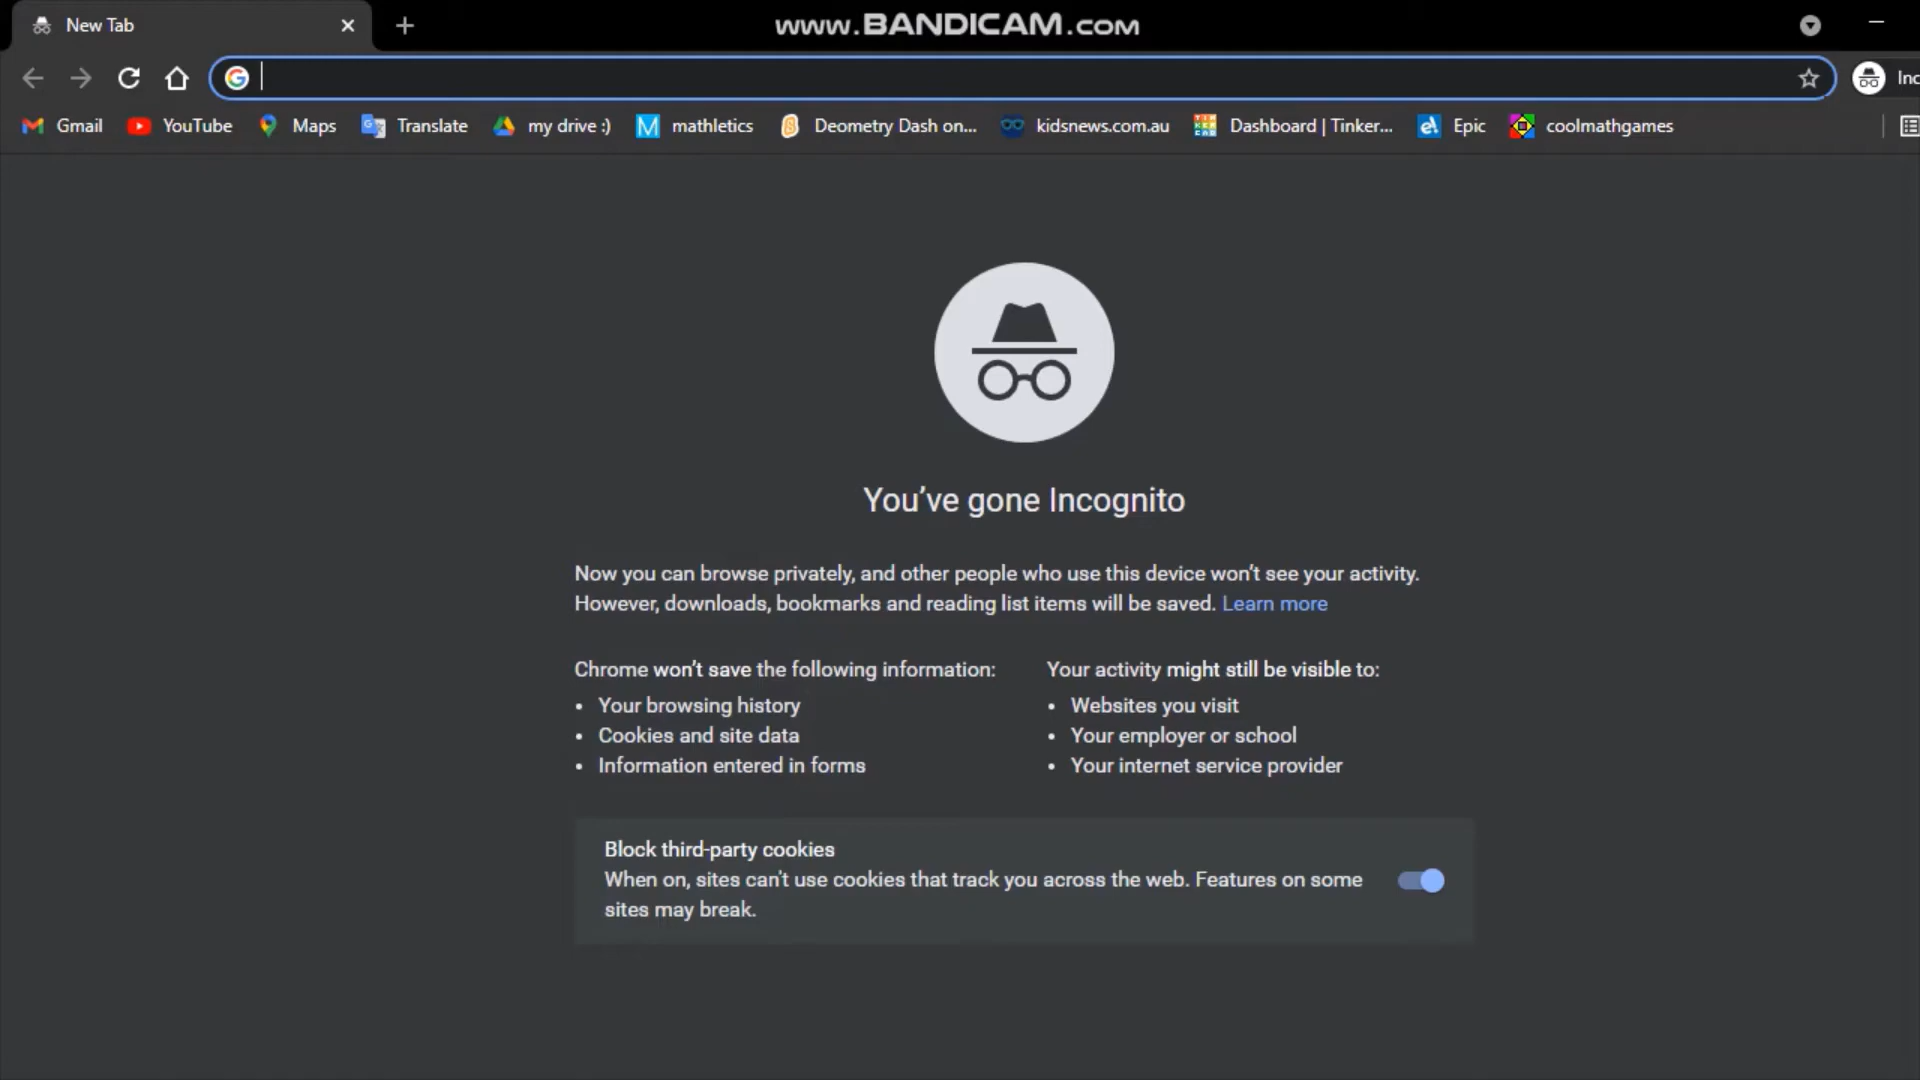 New Tab
www.BANDICAM.COM
Inc
Gmail
YouTube
Maps
Translate
my drive :)
mathletics
Deometry Dash on...
kidsnews.com.au
Dashboard | Tinker...
Epic
coolmathgames
You've gone Incognito
Now you can browse privately, and other people who use this device won't see your activity.
However, downloads, bookmarks and reading list items will be saved. Learn more
Chrome won't save the following information:
Your browsing history
Cookies and site data
Information entered in forms
Your activity might still be visible to:
Websites you visit
Your employer or school
Your internet service provider
Block third-party cookies
When on, sites can't use cookies that track you across the web. Features on some
sites may break.